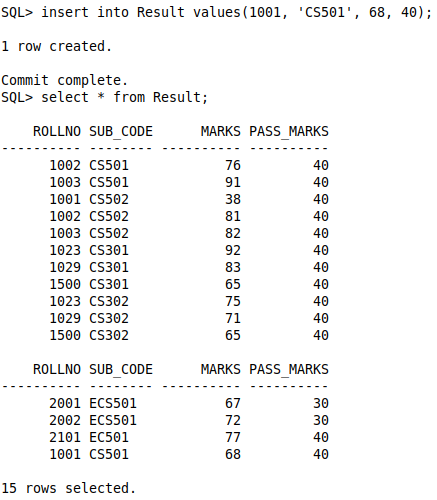 SQL> insert into Result values(1001, 'CS501', 68, 40);
1 row created.
Commit complete.
SQL> select * from Result;
ROLLNO SUB_CODE MARKS PASS_MARKS
---------- -------- ---------- ----------
1002 CS501 76 40
1003 CS501 91 40
1001 CS502 38 40
1002 CS502 81 40
1003 CS502 82 40
1023 CS301 92 40
1029 CS301 83 40
1500 CS301 65 40
1023 CS302 75 40
1029 CS302 71 40
1500 CS302 65 40
ROLLNO SUB_CODE MARKS PASS_MARKS
---------- -------- ---------- ----------
2001 ECS501 67 30
2002 ECS501 72 30
2101 EC501 77 40
1001 CS501 68 40
15 rows selected.